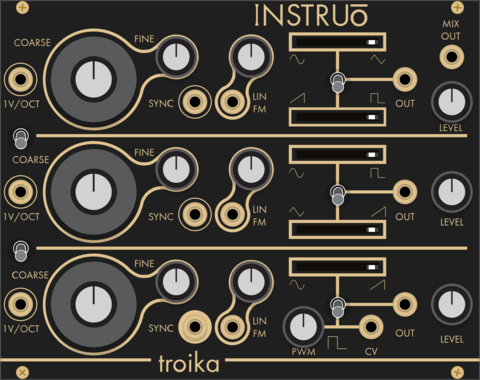 INSTRUō
MIX
OUT
COARSE
FINE
1V/OCT
SYNC
LIN
FM
OUT
LEVEL
COARSE
FINE
1V/OCT
SYNC
LIN
FM
OUT
LEVEL
COARSE
FINE
1V/OCT
SYNC
LIN
FM
OUT
LEVEL
PWM
CV
troika